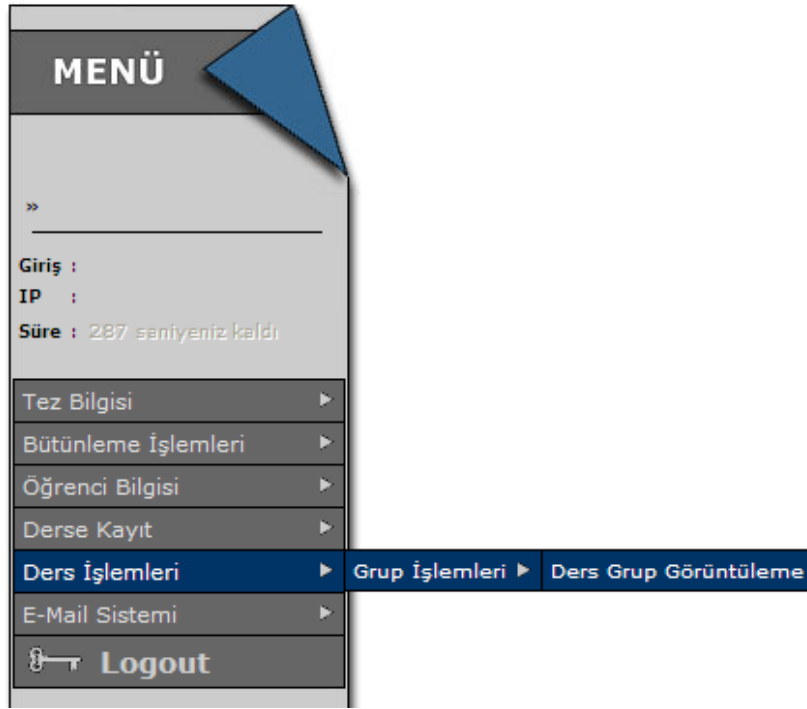 MENÜ
»
Giriş :
IP :
Süre : 287 saniyeniz kaldı
Tez Bilgisi
Bütünleme İşlemleri
Öğrenci Bilgisi
Derse Kayıt
Ders İşlemleri Grup İşlemleri Ders Grup Görüntüleme
E-Mail Sistemi
Logout